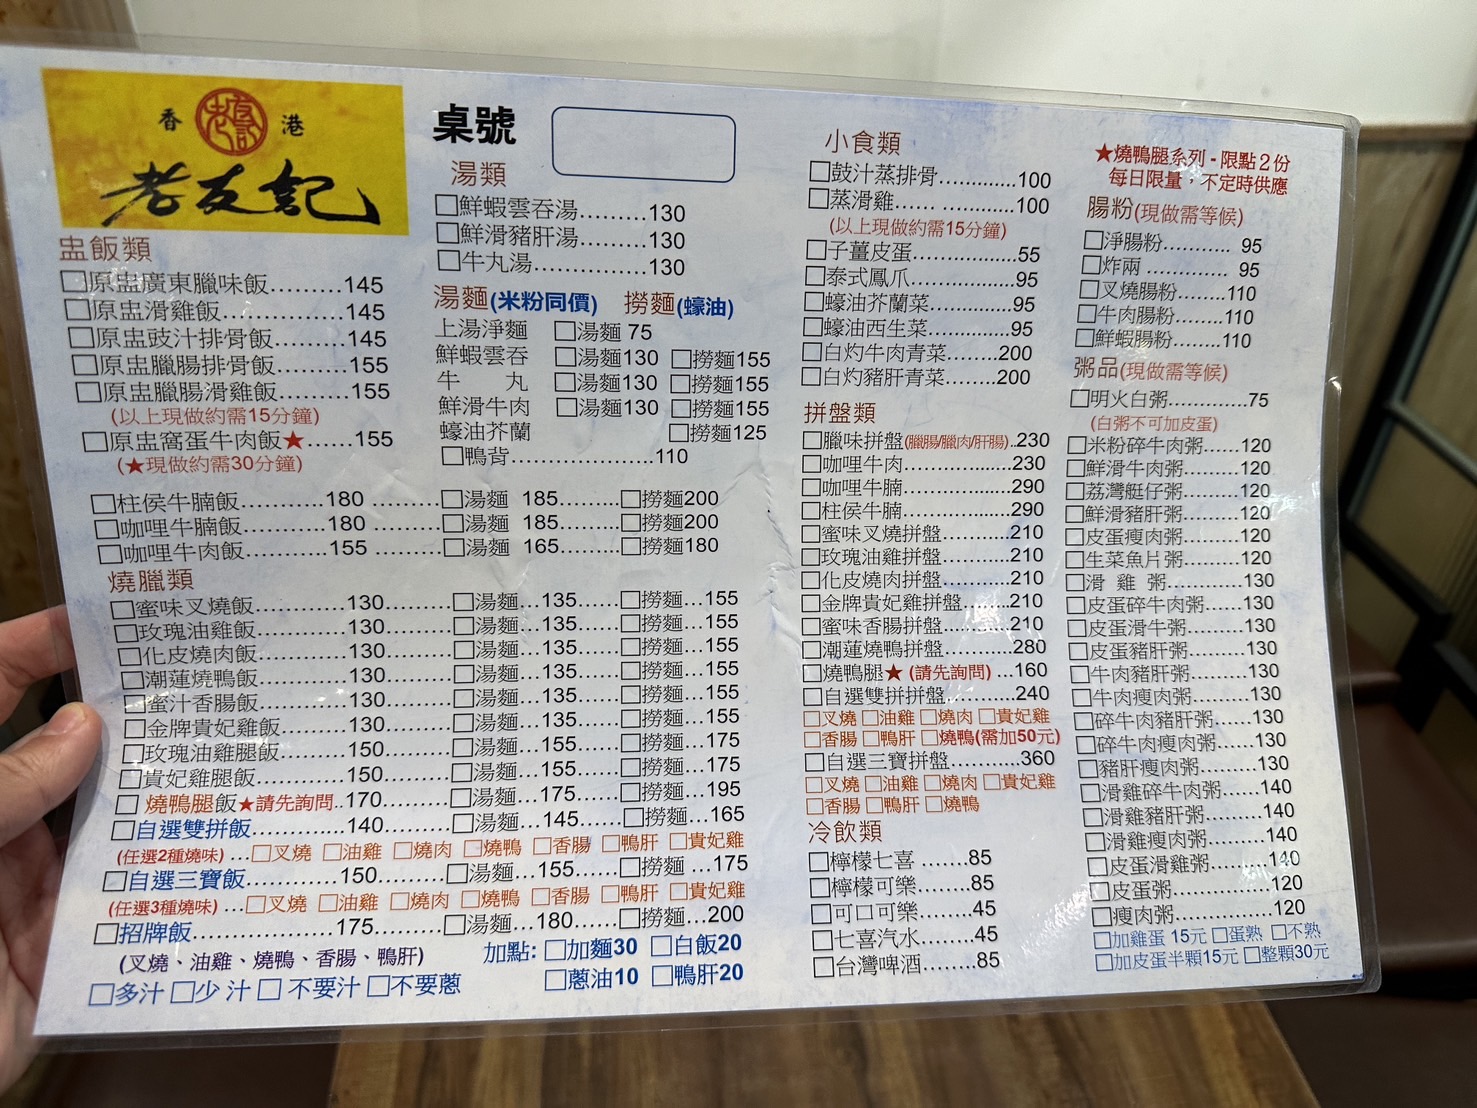 香港
老友記
桌號
盅飯類
□原盅廣東臘味飯.........145
□原盅滑雞飯...............145
□原盅豉汁排骨飯.........145
□原盅臘腸排骨飯.........155
□原盅臘腸滑雞飯.........155
(以上現做約需15分鐘)
□原盅窩蛋牛肉飯★......155
(★現做約需30分鐘)
湯類
□鮮蝦雲吞湯.........130
□鮮滑豬肝湯.........130
□牛丸湯...............130
湯麵(米粉同價) 撈麵(蠔油)
上湯淨麵 □湯麵 75
鮮蝦雲吞 □湯麵130 □撈麵155
牛 丸 □湯麵130 □撈麵155
鮮滑牛肉 □湯麵130 □撈麵155
蠔油芥蘭 □撈麵125
□鴨背...................110
□柱侯牛腩飯...........180 .........□湯麵 185........□撈麵200
□咖哩牛腩飯...........180 .........□湯麵 185........□撈麵200
□咖哩牛肉飯...........155 .........□湯麵 165........□撈麵180
燒臘類
□蜜味叉燒飯............130.........□湯麵...135......□撈麵...155
□玫瑰油雞飯............130.........□湯麵...135......□撈麵...155
□化皮燒肉飯............130.........□湯麵...135......□撈麵...155
□潮蓮燒鴨飯............130.........□湯麵...135......□撈麵...155
□蜜汁香腸飯............130.........□湯麵...135......□撈麵...155
□金牌貴妃雞飯.........130.........□湯麵...135......□撈麵...155
□玫瑰油雞腿飯.........150.........□湯麵...155......□撈麵...175
□貴妃雞腿飯............150.........□湯麵...155......□撈麵...175
□ 燒鴨腿飯★請先詢問..170.........□湯麵...175......□撈麵...195
□自選雙拼飯............140.........□湯麵...145......□撈麵...165
(任選2種燒味) ...□叉燒 □油雞 □燒肉 □燒鴨 □香腸 □鴨肝 □貴妃雞
□自選三寶飯............150.........□湯麵...155......□撈麵...175
(任選3種燒味) ...□叉燒 □油雞 □燒肉 □燒鴨 □香腸 □鴨肝 □貴妃雞
□招牌飯..................175.........□湯麵...180......□撈麵...200
(叉燒、油雞、燒鴨、香腸、鴨肝)
加點: □加麵30 □白飯20
□蔥油10 □鴨肝20
□多汁 □少 汁 □ 不要汁 □不要蔥
小食類
□鼓汁蒸排骨............100
□蒸滑雞...... ...........100
(以上現做約需15分鐘)
□子薑皮蛋..................55
□泰式鳳爪..................95
□蠔油芥蘭菜...............95
□蠔油西生菜...............95
□白灼牛肉青菜.........200
□白灼豬肝青菜.........200
拼盤類
□臘味拼盤(臘腸/臘肉/肝腸)..230
□咖哩牛肉..................230
□咖哩牛腩..................290
□柱侯牛腩..................290
□蜜味叉燒拼盤............210
□玫瑰油雞拼盤............210
□化皮燒肉拼盤............210
□金牌貴妃雞拼盤.........210
□蜜味香腸拼盤............210
□潮蓮燒鴨拼盤............280
□燒鴨腿★ (請先詢問) ...160
□自選雙拼拼盤............240
□叉燒 □油雞 □燒肉 □貴妃雞
□香腸 □鴨肝 □燒鴨(需加50元)
□自選三寶拼盤............360
□叉燒 □油雞 □燒肉 □貴妃雞
□香腸 □鴨肝 □燒鴨
冷飲類
□檸檬七喜 .......85
□檸檬可樂........85
□可口可樂........45
□七喜汽水........45
□台灣啤酒........85
★燒鴨腿系列 - 限點２份
每日限量，不定時供應
腸粉(現做需等候)
□淨腸粉.......... 95
□炸兩 ............ 95
□叉燒腸粉........110
□牛肉腸粉........110
□鮮蝦腸粉........110
粥品(現做需等候)
□明火白粥.............75
(白粥不可加皮蛋)
□米粉碎牛肉粥......120
□鮮滑牛肉粥.........120
□荔灣艇仔粥.........120
□鮮滑豬肝粥.........120
□皮蛋瘦肉粥.........120
□生菜魚片粥.........120
□滑 雞 粥............130
□皮蛋碎牛肉粥......130
□皮蛋滑牛粥.........130
□皮蛋豬肝粥.........130
□牛肉豬肝粥.........130
□牛肉瘦肉粥.........130
□碎牛肉豬肝粥......130
□碎牛肉瘦肉粥......130
□豬肝瘦肉粥.........130
□滑雞碎牛肉粥......140
□滑雞豬肝粥.........140
□滑雞瘦肉粥.........140
□皮蛋滑雞粥.........140
□皮蛋粥...............120
□瘦肉粥...............120
□加雞蛋 15元 □蛋熟 □不熟
□加皮蛋半顆15元 □整顆30元